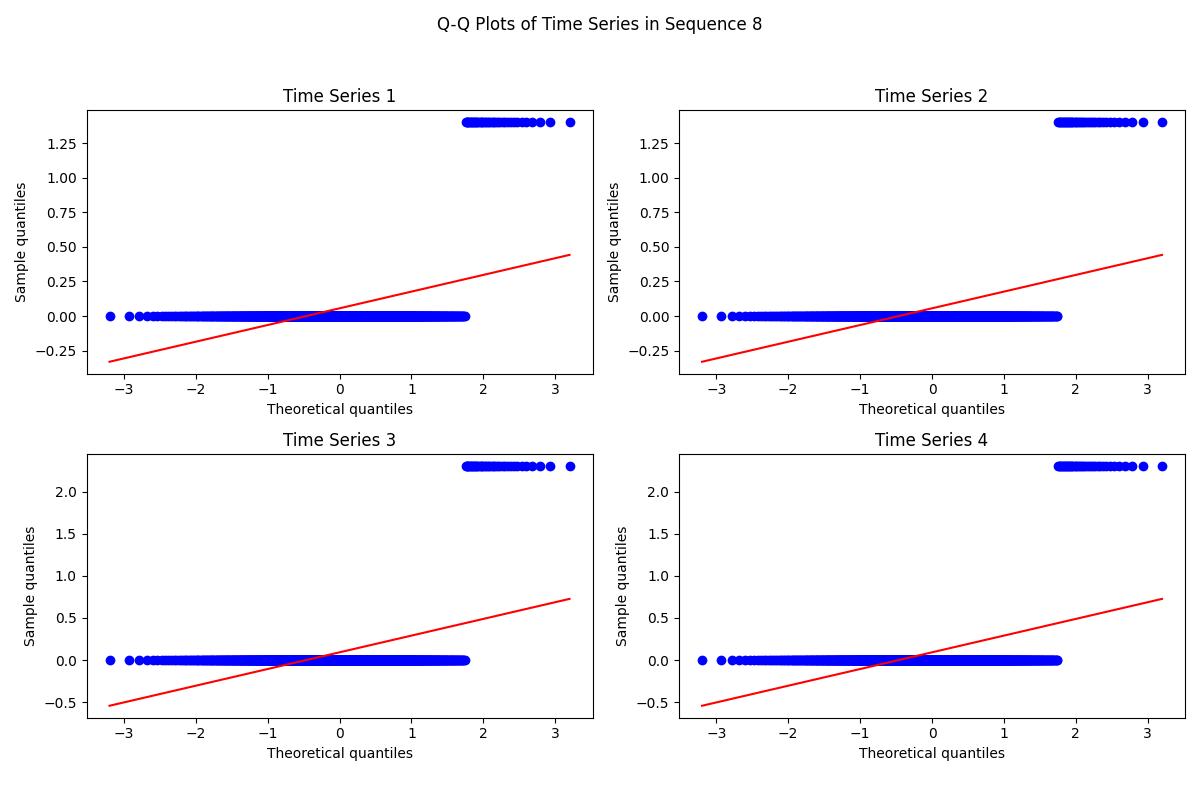 Q-Q Plots of Time Series in Sequence 8
Time Series 1
Sample quantiles
1.25
1.00
0.75
0.50
0.25
0.00
−0.25
−3 −2 −1 0 1 2 3
Theoretical quantiles
Time Series 2
Sample quantiles
1.25
1.00
0.75
0.50
0.25
0.00
−0.25
−3 −2 −1 0 1 2 3
Theoretical quantiles
Time Series 3
Sample quantiles
2.0
1.5
1.0
0.5
0.0
−0.5
−3 −2 −1 0 1 2 3
Theoretical quantiles
Time Series 4
Sample quantiles
2.0
1.5
1.0
0.5
0.0
−0.5
−3 −2 −1 0 1 2 3
Theoretical quantiles